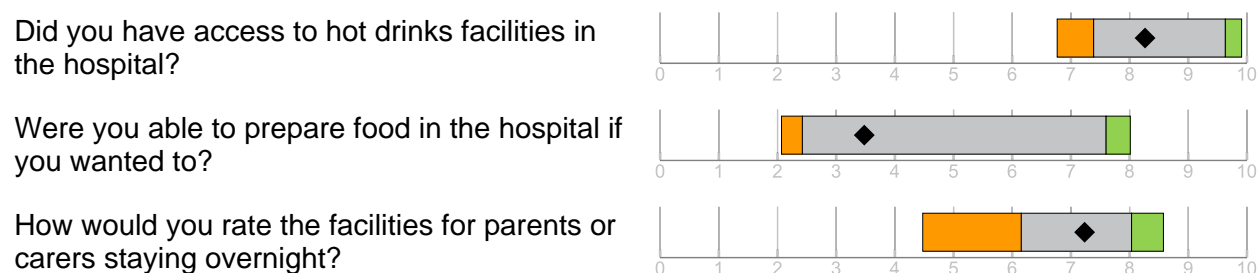 Did you have access to hot drinks facilities in
the hospital?
0 1 2 3 4 5 6 7 8 9 10
Were you able to prepare food in the hospital if
you wanted to?
0 1 2 3 4 5 6 7 8 9 10
How would you rate the facilities for parents or
carers staying overnight?
0 1 2 3 4 5 6 7 8 9 10